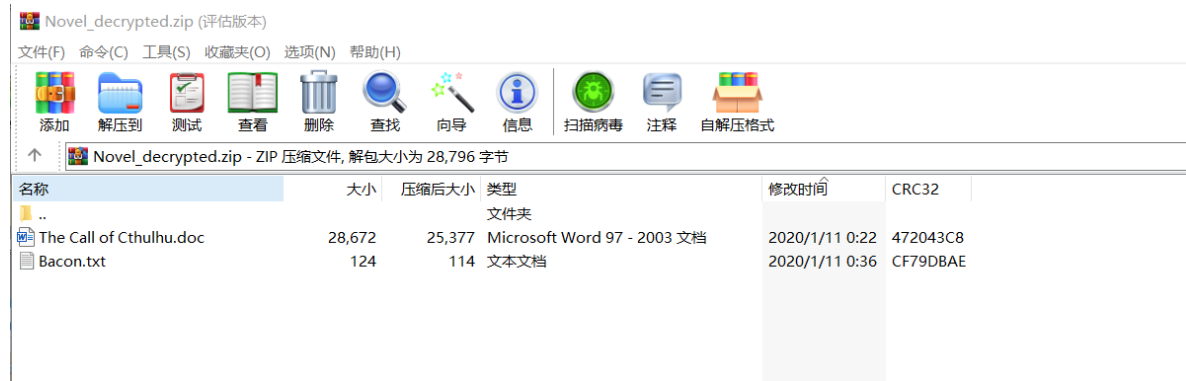 Novel_decrypted.zip (评估版本)
文件(F) 命令(C) 工具(S) 收藏夹(O) 选项(N) 帮助(H)
添加 解压到 测试 查看 删除 查找 向导 信息 扫描病毒 注释 自解压格式
Novel_decrypted.zip - ZIP 压缩文件, 解包大小为 28,796 字节
名称 大小 压缩后大小 类型 修改时间 CRC32
.. 文件夹
The Call of Cthulhu.doc 28,672 25,377 Microsoft Word 97 - 2003 文档 2020/1/11 0:22 472043C8
Bacon.txt 124 114 文本文档 2020/1/11 0:36 CF79DBAE